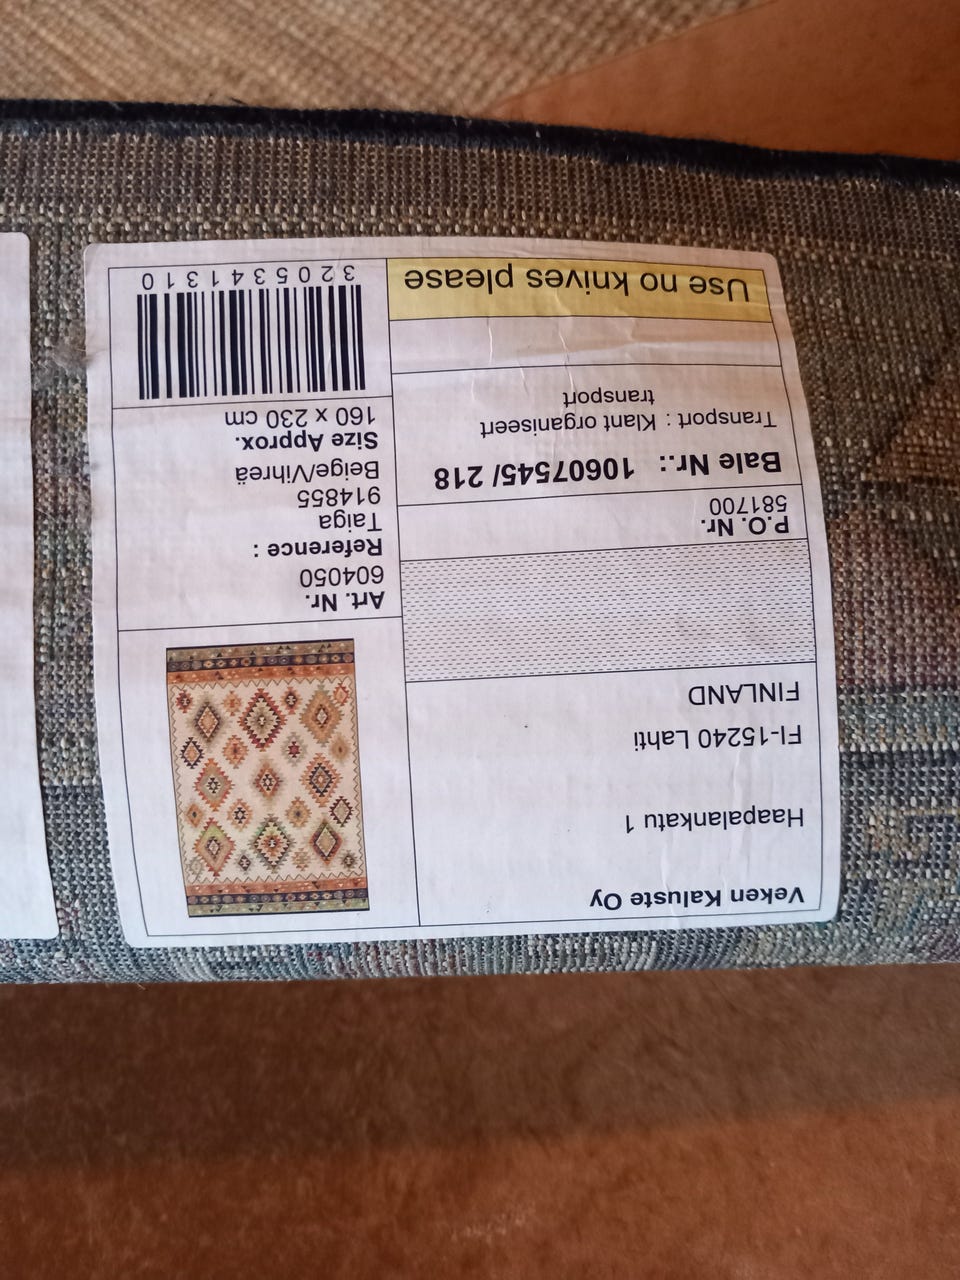 Veken Kaluste Oy
Haapalankatu 1
FI-15240 Lahti
FINLAND
P.O. Nr.
581700
Bale Nr.: 10607545/ 218
Transport : Klant organiseert
transport
Use no knives please
Art. Nr.
604050
Reference :
Taiga
914855
Beige/Vihreä
Size Approx.
160 x 230 cm
3205341310